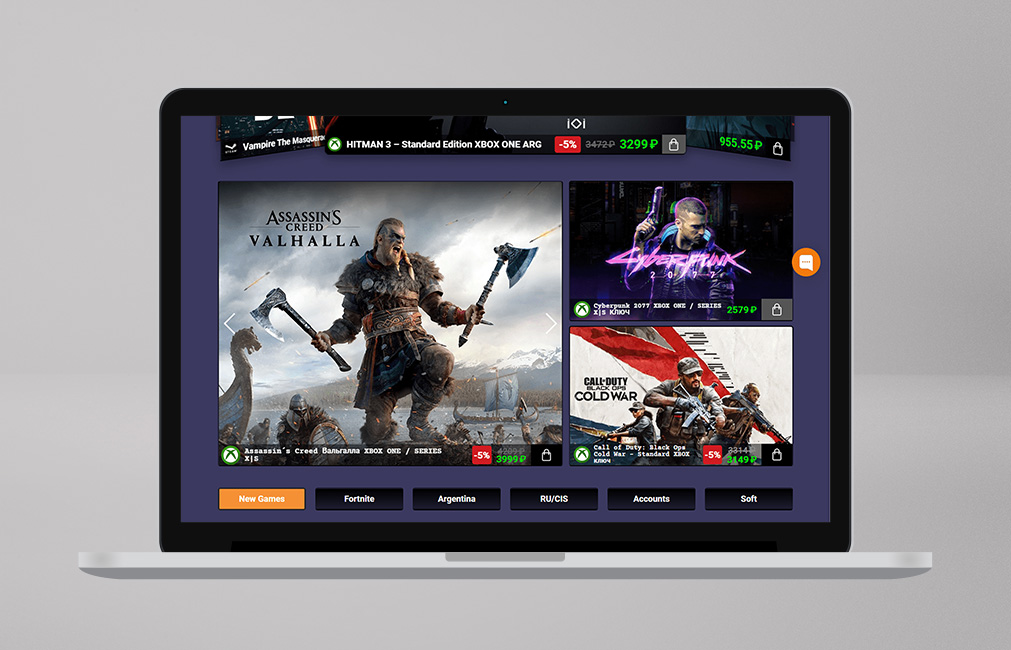 Vampire The Masquerad
STEAM
HITMAN 3 – Standard Edition XBOX ONE ARG
-5%
3472 ₽
3299 ₽
955.55 ₽
IOI
ASSASSIN'S
CREED
VALHALLA
Assassin's Creed Вальгалла XBOX ONE / SERIES
X|S
-5%
4209 ₽
3999 ₽
CYBERPUNK
2077
Cyberpunk 2077 XBOX ONE / SERIES
X|S КЛЮЧ
2579 ₽
CALL OF DUTY
BLACK OPS
COLD WAR
Call of Duty: Black Ops
Cold War – Standard XBOX
КЛЮЧ
-5%
3314
3149 ₽
New Games
Fortnite
Argentina
RU/CIS
Accounts
Soft